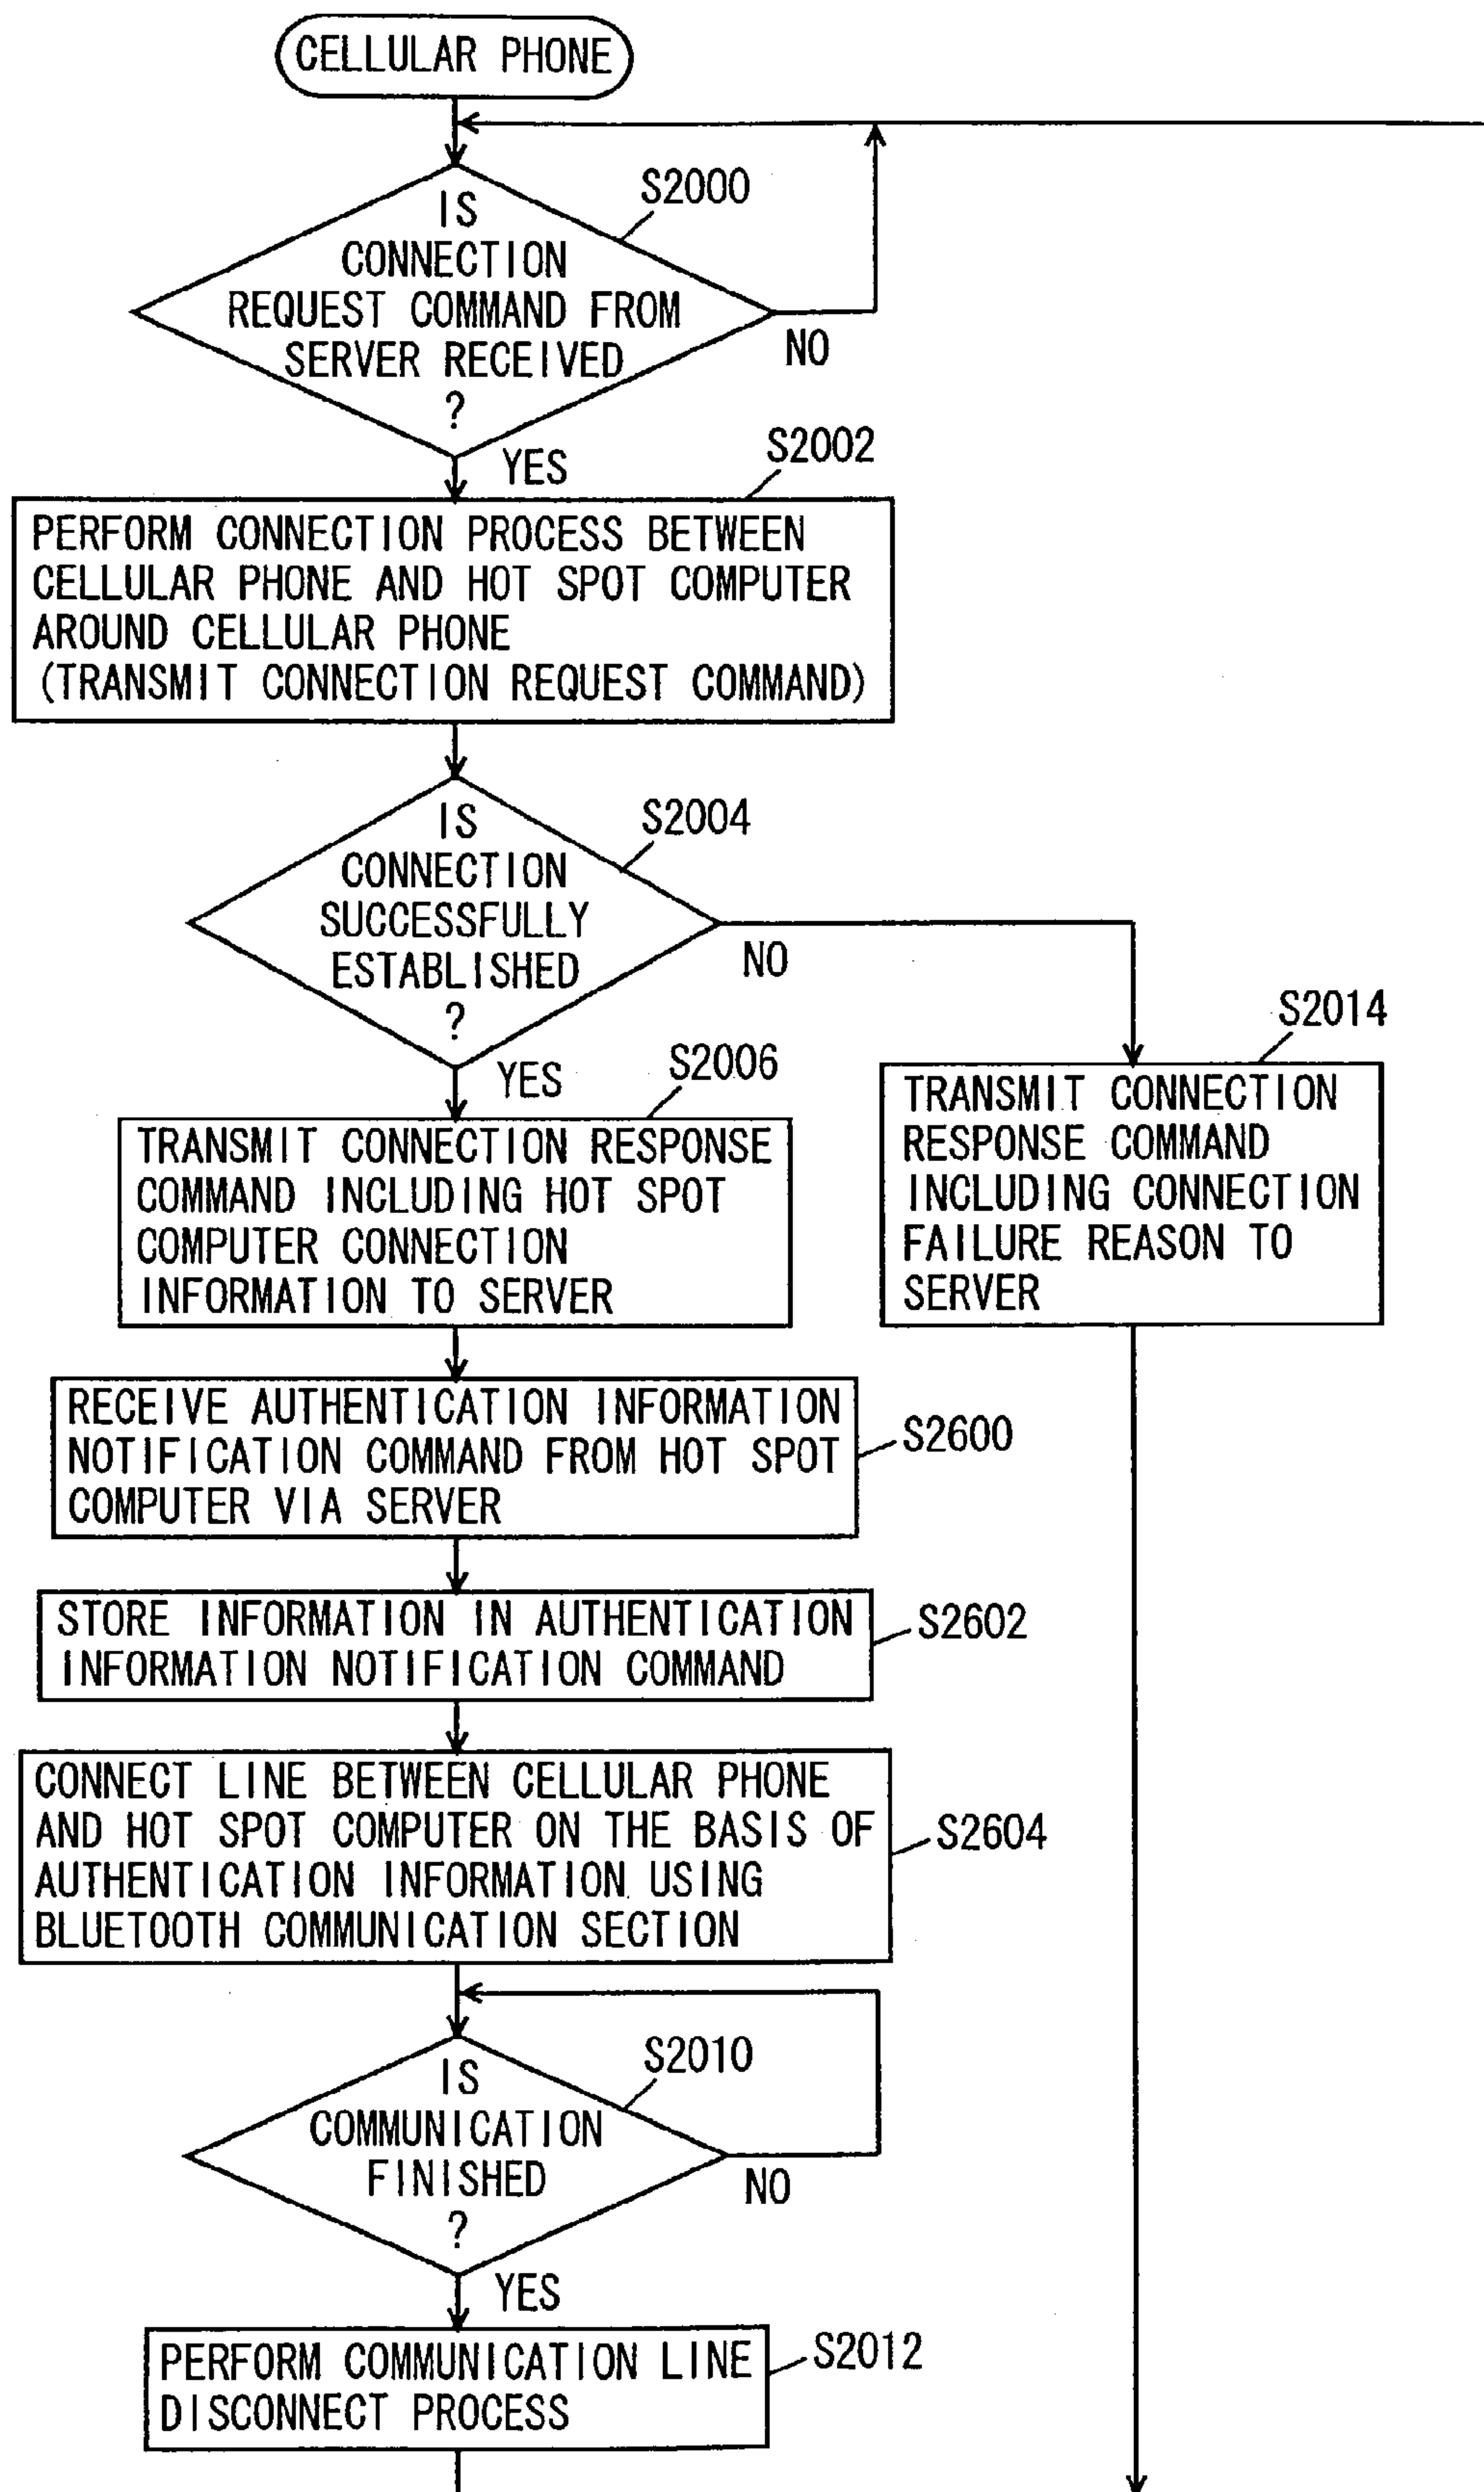 CELLULAR PHONE
S2000
IS
CONNECTION
REQUEST COMMAND FROM
SERVER RECEIVED
?
NO
YES
S2002
PERFORM CONNECTION PROCESS BETWEEN
CELLULAR PHONE AND HOT SPOT COMPUTER
AROUND CELLULAR PHONE
(TRANSMIT CONNECTION REQUEST COMMAND)
S2004
IS
CONNECTION
SUCCESSFULLY
ESTABLISHED
?
NO
YES
S2006
TRANSMIT CONNECTION RESPONSE
COMMAND INCLUDING HOT SPOT
COMPUTER CONNECTION
INFORMATION TO SERVER
S2014
TRANSMIT CONNECTION
RESPONSE COMMAND
INCLUDING CONNECTION
FAILURE REASON TO
SERVER
RECEIVE AUTHENTICATION INFORMATION
NOTIFICATION COMMAND FROM HOT SPOT
COMPUTER VIA SERVER
S2600
STORE INFORMATION IN AUTHENTICATION
INFORMATION NOTIFICATION COMMAND
S2602
CONNECT LINE BETWEEN CELLULAR PHONE
AND HOT SPOT COMPUTER ON THE BASIS OF
AUTHENTICATION INFORMATION USING
BLUETOOTH COMMUNICATION SECTION
S2604
S2010
IS
COMMUNICATION
FINISHED
?
NO
YES
PERFORM COMMUNICATION LINE
DISCONNECT PROCESS
S2012